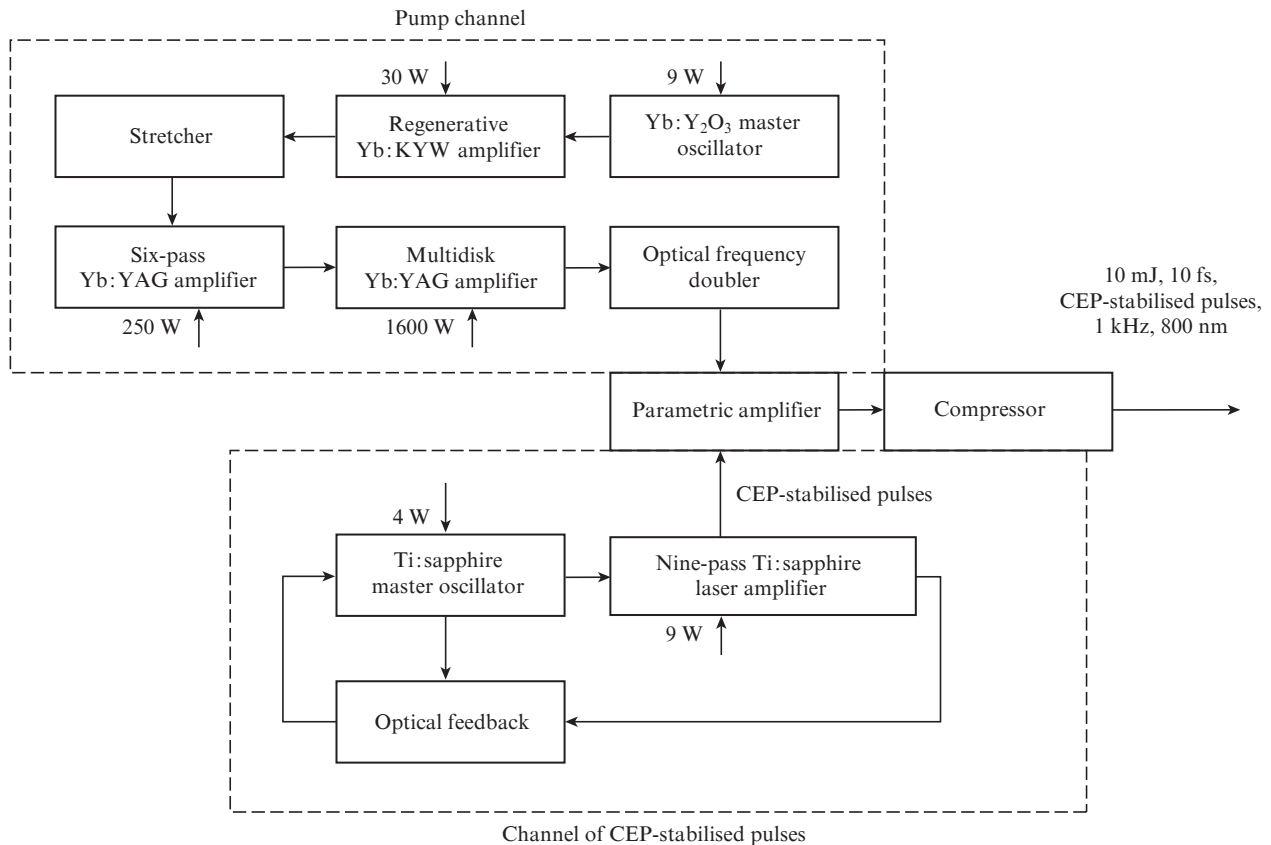 Pump channel
30 W
9 W
Stretcher
Regenerative
Yb:KYW amplifier
Yb:Y₂O₃ master
oscillator
Six-pass
Yb:YAG amplifier
Multidisk
Yb:YAG amplifier
Optical frequency
doubler
250 W
1600 W
10 mJ, 10 fs,
CEP-stabilised pulses,
1 kHz, 800 nm
Parametric amplifier
Compressor
CEP-stabilised pulses
4 W
Ti:sapphire
master oscillator
Nine-pass Ti:sapphire
laser amplifier
9 W
Optical feedback
Channel of CEP-stabilised pulses